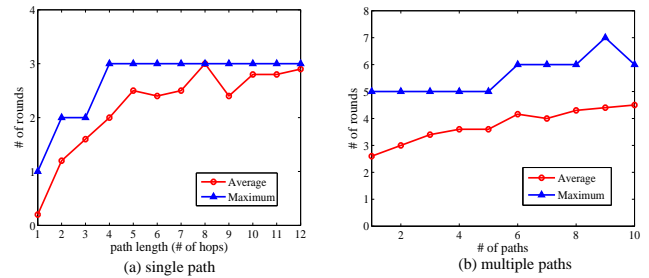 # of rounds
4
3
2
1
0
1 2 3 4 5 6 7 8 9 10 11 12
path length (# of hops)
Average
Maximum
(a) single path
# of rounds
8
7
6
5
4
3
2
1
0
2 4 6 8 10
# of paths
Average
Maximum
(b) multiple paths